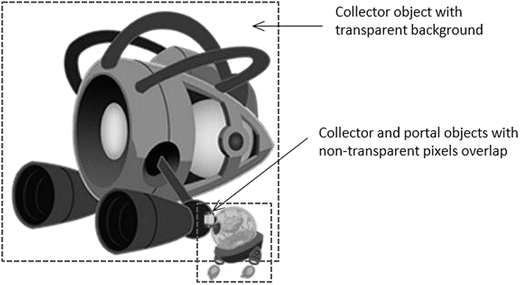 Collector object with
transparent background
Collector and portal objects with
non-transparent pixels overlap